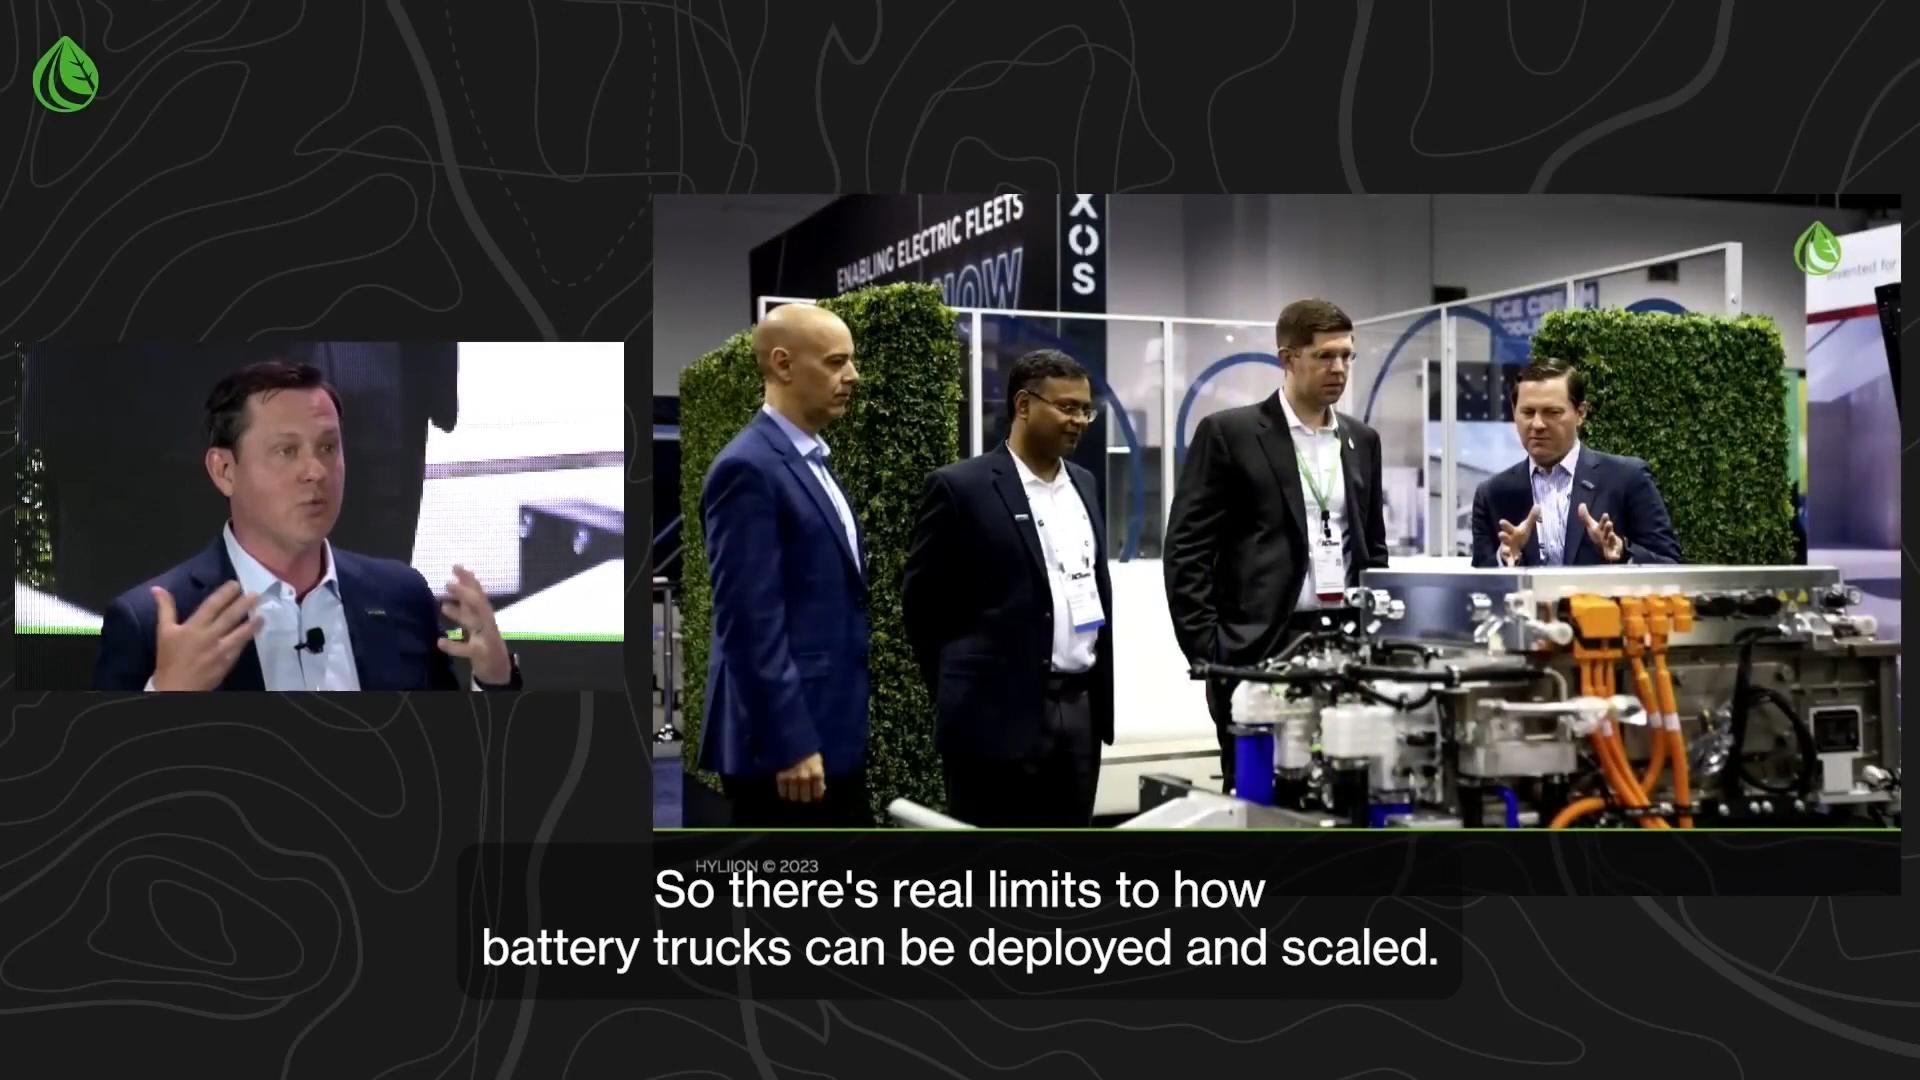 ENABLING ELECTRIC FLEETS
NOW
XOS
HYLIION © 2023
So there's real limits to how
battery trucks can be deployed and scaled.